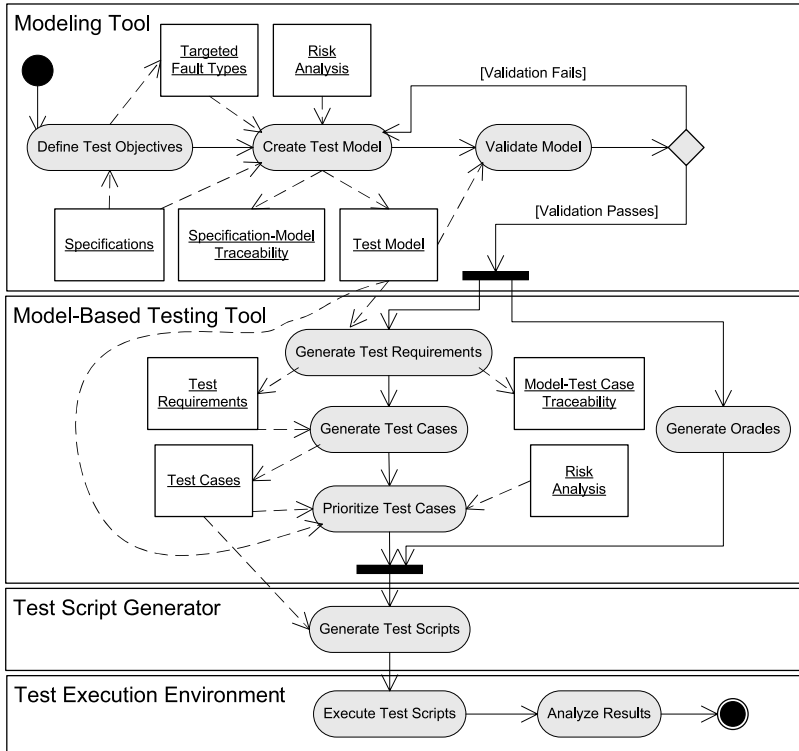 Modeling Tool
Targeted
Fault Types
Risk
Analysis
[Validation Fails]
Define Test Objectives
Create Test Model
Validate Model
[Validation Passes]
Specifications
Specification-Model
Traceability
Test Model
Model-Based Testing Tool
Generate Test Requirements
Test
Requirements
Model-Test Case
Traceability
Generate Test Cases
Generate Oracles
Test Cases
Risk
Analysis
Prioritize Test Cases
Test Script Generator
Generate Test Scripts
Test Execution Environment
Execute Test Scripts
Analyze Results